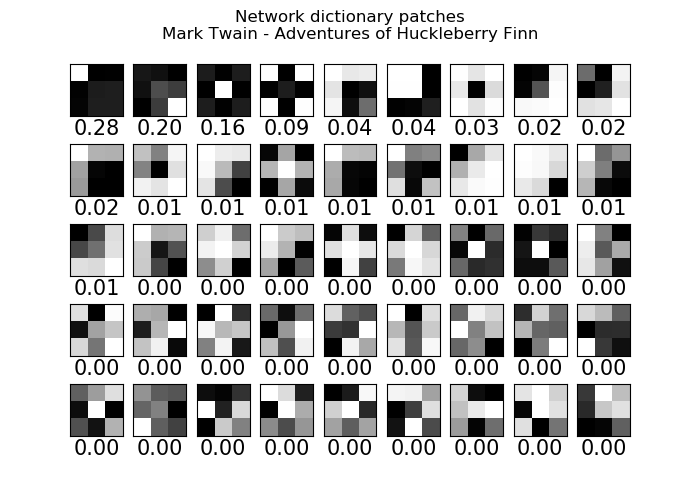 Network dictionary patches
Mark Twain - Adventures of Huckleberry Finn
0.28 0.20 0.16 0.09 0.04 0.04 0.03 0.02 0.02
0.02 0.01 0.01 0.01 0.01 0.01 0.01 0.01 0.01
0.01 0.00 0.00 0.00 0.00 0.00 0.00 0.00 0.00
0.00 0.00 0.00 0.00 0.00 0.00 0.00 0.00 0.00
0.00 0.00 0.00 0.00 0.00 0.00 0.00 0.00 0.00